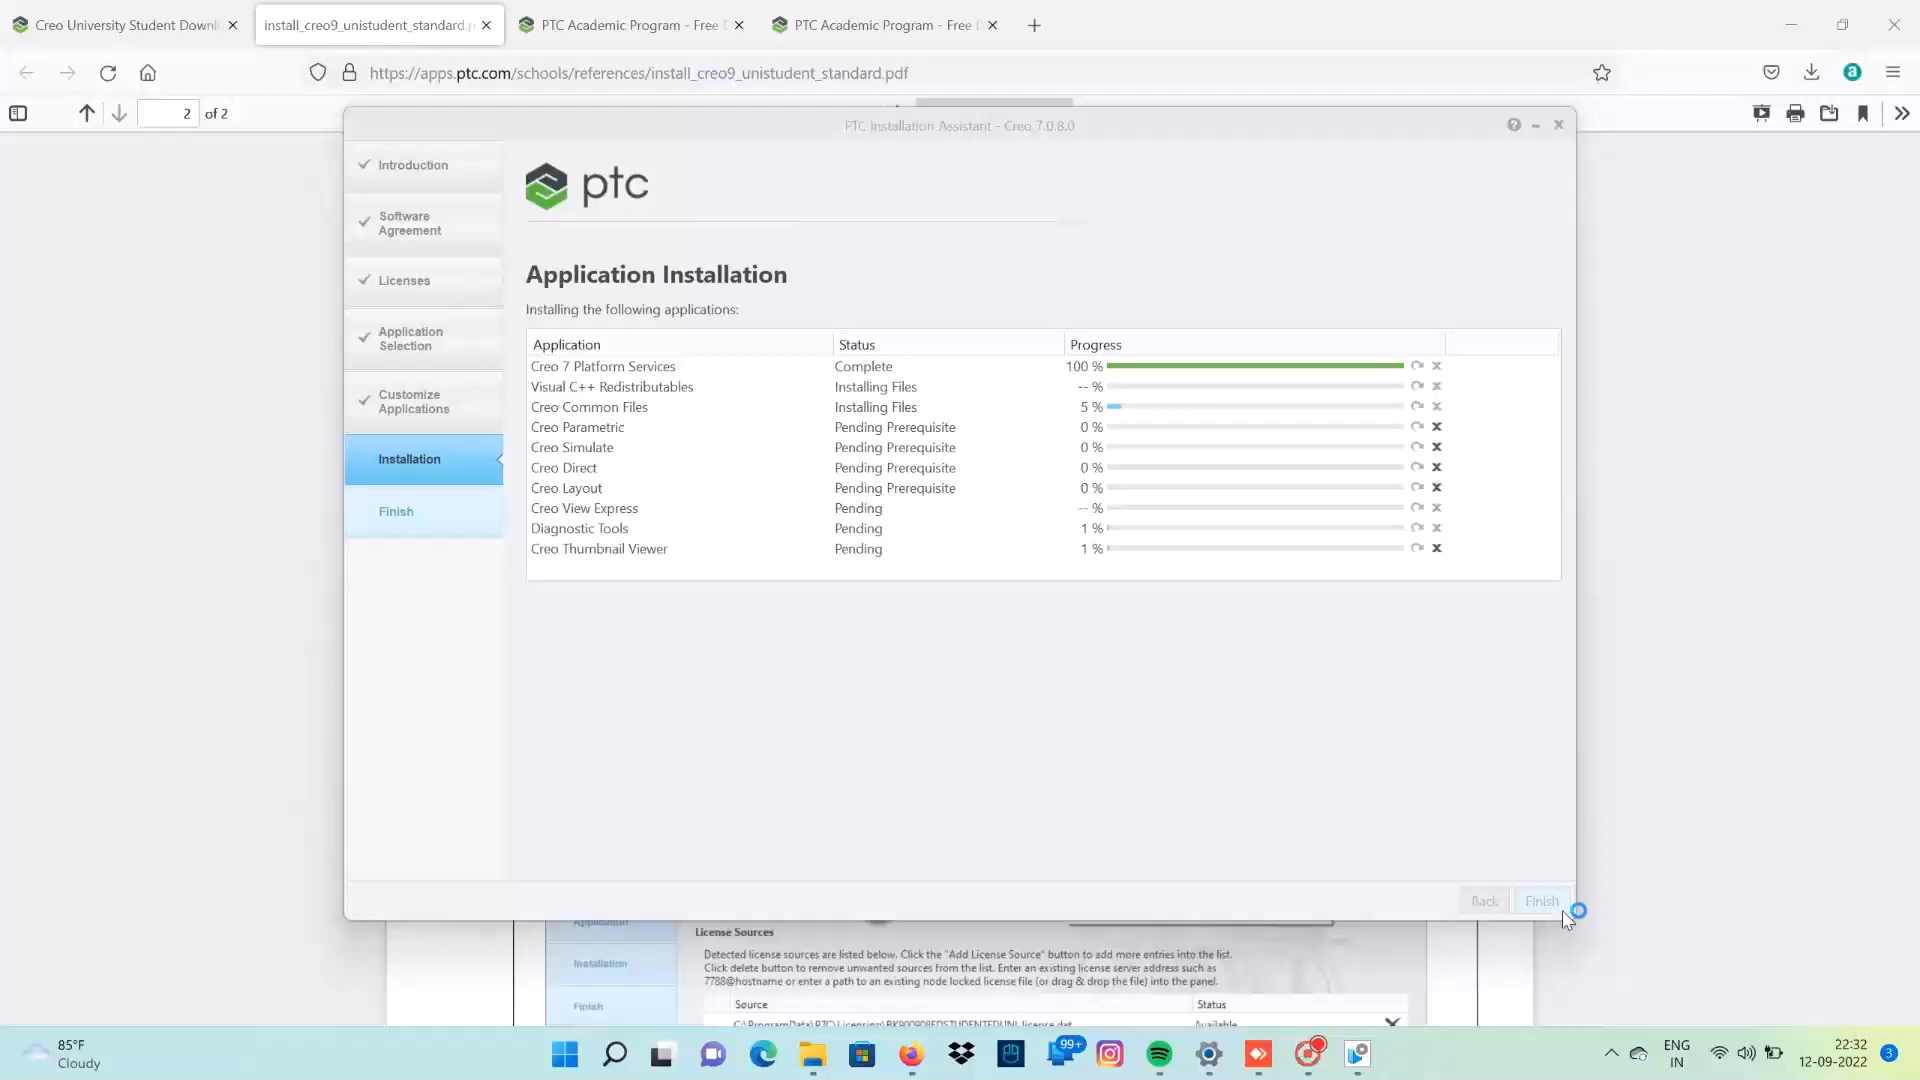 Creo University Student Downl
install_creo9_unistudent_standard.p
PTC Academic Program - Free D
PTC Academic Program - Free D
https://apps.ptc.com/schools/references/install_creo9_unistudent_standard.pdf
2 of 2
PTC Installation Assistant - Creo 7.0.8.0
Introduction
Software
Agreement
Licenses
Application
Selection
Customize
Applications
Installation
Finish
ptc
Application Installation
Installing the following applications:
Application Status Progress
Creo 7 Platform Services Complete 100 %
Visual C++ Redistributables Installing Files -- %
Creo Common Files Installing Files 5 %
Creo Parametric Pending Prerequisite 0 %
Creo Simulate Pending Prerequisite 0 %
Creo Direct Pending Prerequisite 0 %
Creo Layout Pending Prerequisite 0 %
Creo View Express Pending -- %
Diagnostic Tools Pending 1 %
Creo Thumbnail Viewer Pending 1 %
Back Finish
Application
Installation
Finish
License Sources
Detected license sources are listed below. Click the "Add License Source" button to add more entries into the list.
Click delete button to remove unwanted sources from the list. Enter an existing license server address such as
7788@hostname or enter a path to an existing node locked license file (or drag & drop the file) into the panel.
Source Status
Available
85°F
Cloudy
99+
ENG
IN
22:32
12-09-2022
3